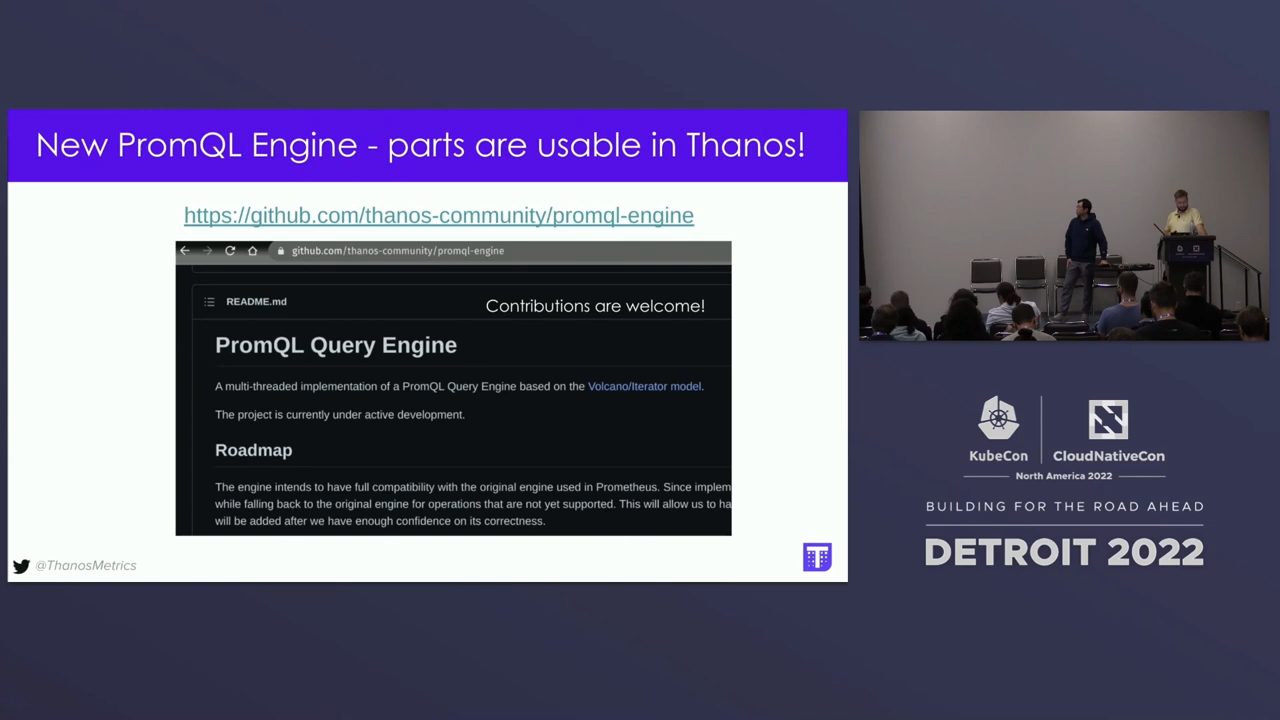 New PromQL Engine - parts are usable in Thanos!
https://github.com/thanos-community/promql-engine
github.com/thanos-community/promql-engine
README.md
Contributions are welcome!
PromQL Query Engine
A multi-threaded implementation of a PromQL Query Engine based on the Volcano/Iterator model.
The project is currently under active development.
Roadmap
The engine intends to have full compatibility with the original engine used in Prometheus. Since implem
while falling back to the original engine for operations that are not yet supported. This will allow us to ha
will be added after we have enough confidence on its correctness.
@ThanosMetrics
T
KubeCon
CloudNativeCon
North America 2022
BUILDING FOR THE ROAD AHEAD
DETROIT 2022